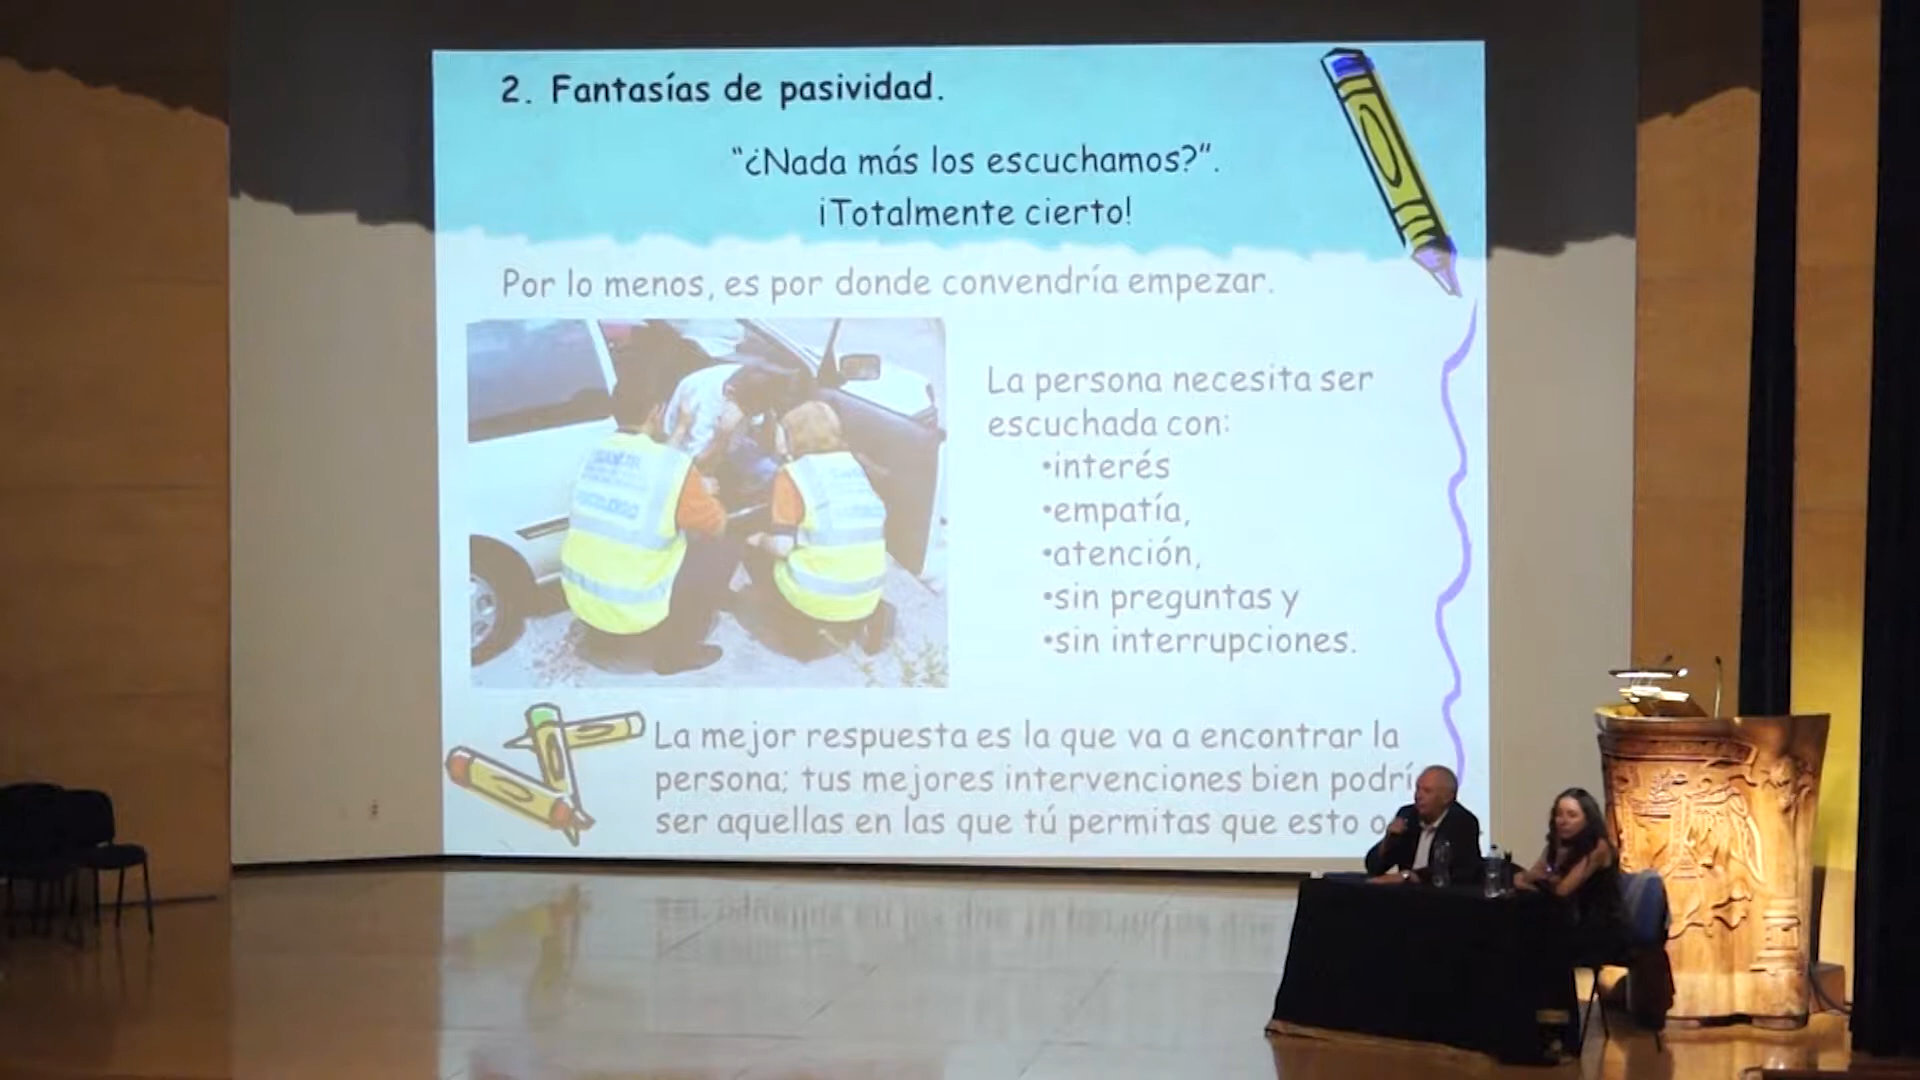 2. Fantasías de pasividad.
“¿Nada más los escuchamos?”.
¡Totalmente cierto!
Por lo menos, es por donde convendría empezar.
La persona necesita ser
escuchada con:
•interés
•empatía,
•atención,
•sin preguntas y
•sin interrupciones.
La mejor respuesta es la que va a encontrar la
persona; tus mejores intervenciones bien podrí
ser aquellas en las que tú permitas que esto